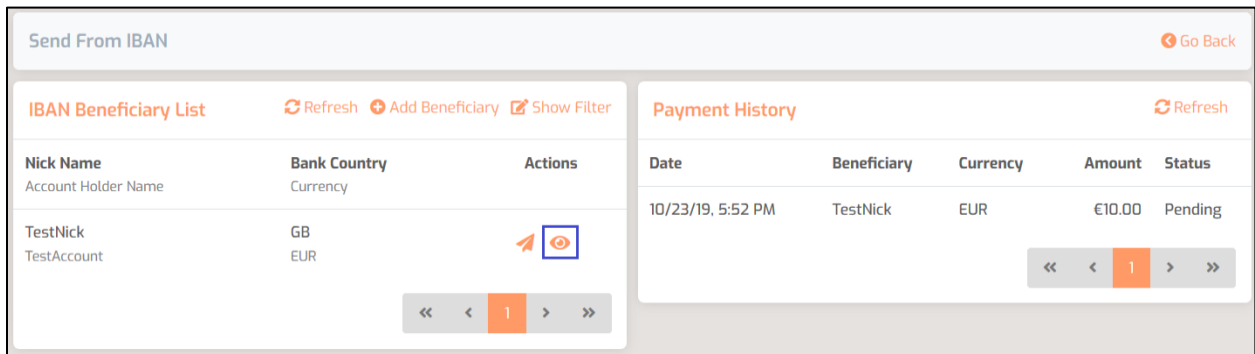 Send From IBAN
Go Back
IBAN Beneficiary List Refresh Add Beneficiary Show Filter
Nick Name Bank Country Actions
Account Holder Name Currency
TestNick GB
TestAccount EUR
« ‹ 1 › »
Payment History Refresh
Date Beneficiary Currency Amount Status
10/23/19, 5:52 PM TestNick EUR €10.00 Pending
« ‹ 1 › »